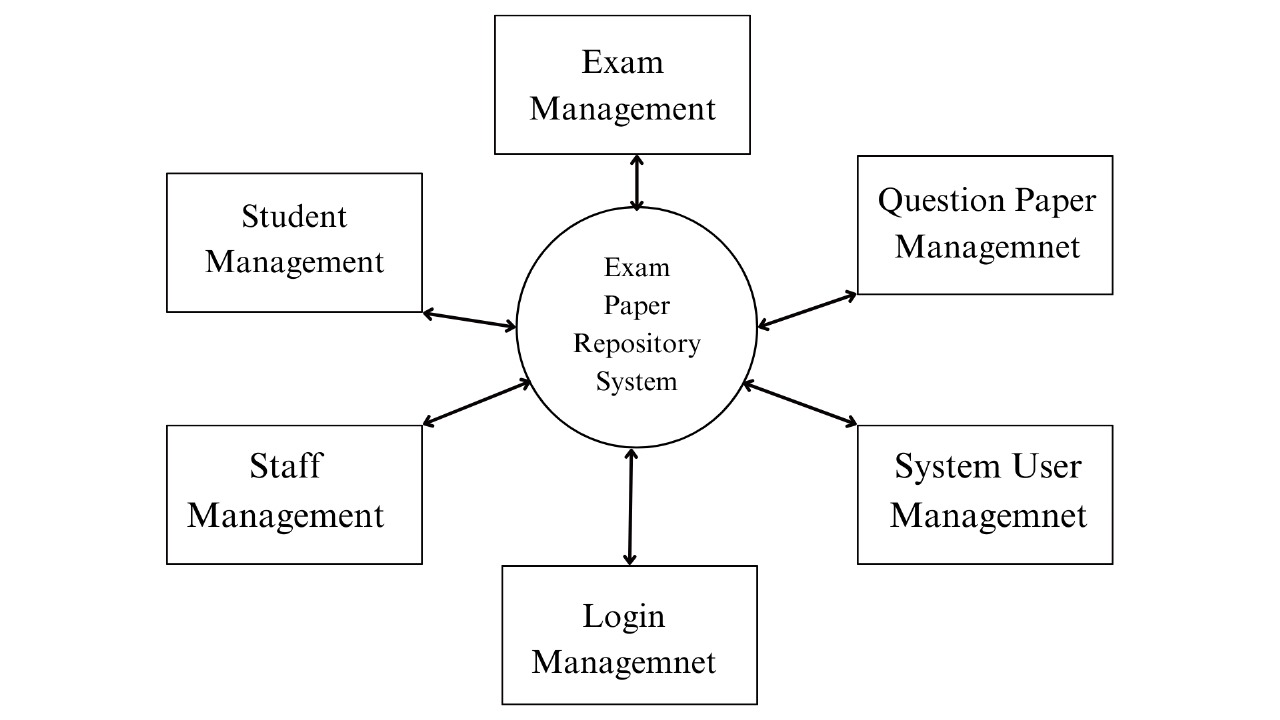 Exam
Management
Student
Management
Question Paper
Managemnet
Exam
Paper
Repository
System
Staff
Management
System User
Managemnet
Login
Managemnet